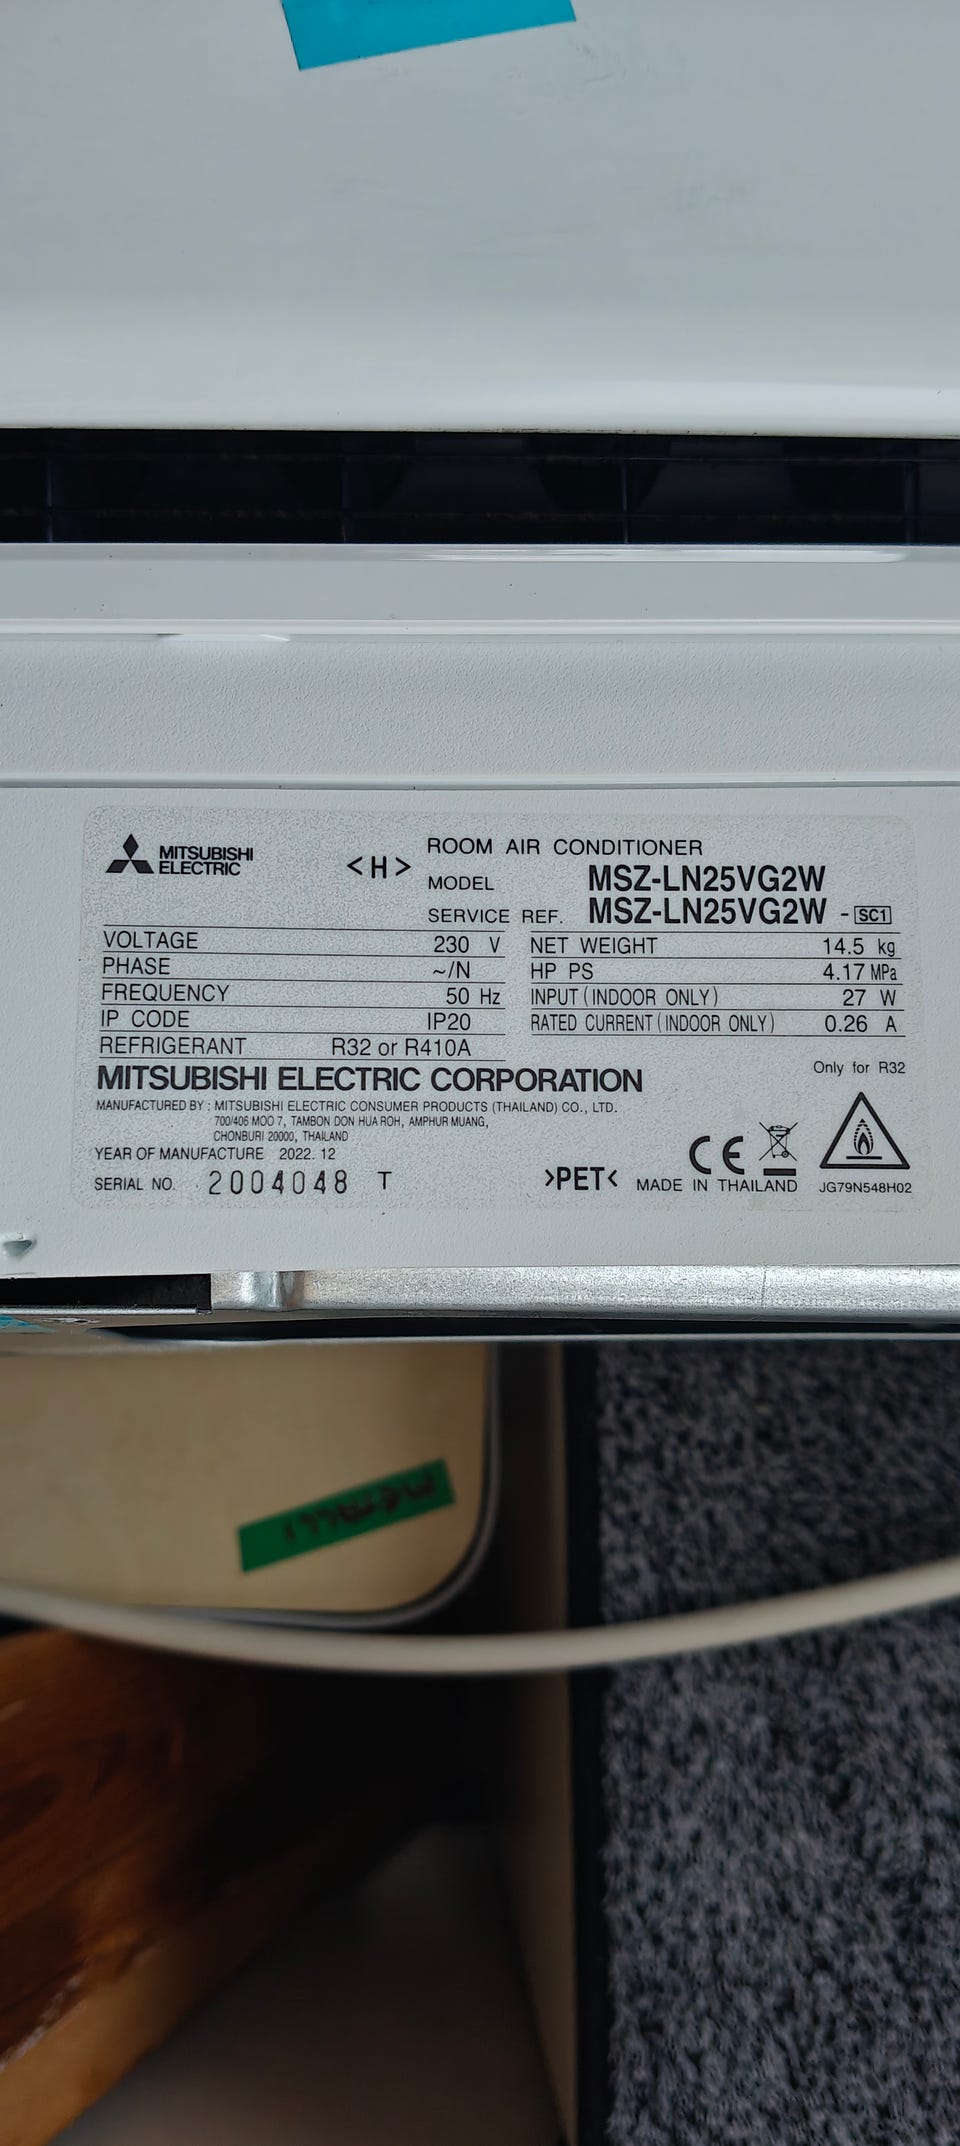 MITSUBISHI
ELECTRIC
<H>
ROOM AIR CONDITIONER
MODEL MSZ-LN25VG2W
SERVICE REF. MSZ-LN25VG2W - SC1
VOLTAGE 230 V
PHASE ~/N
FREQUENCY 50 Hz
IP CODE IP20
REFRIGERANT R32 or R410A
NET WEIGHT 14.5 kg
HP PS 4.17 MPa
INPUT (INDOOR ONLY) 27 W
RATED CURRENT (INDOOR ONLY) 0.26 A
MITSUBISHI ELECTRIC CORPORATION
Only for R32
MANUFACTURED BY : MITSUBISHI ELECTRIC CONSUMER PRODUCTS (THAILAND) CO., LTD.
700/406 MOO 7, TAMBON DON HUA ROH, AMPHUR MUANG,
CHONBURI 20000, THAILAND
YEAR OF MANUFACTURE 2022. 12
SERIAL NO. 2004048 T
>PET<
CE
MADE IN THAILAND
JG79N548H02